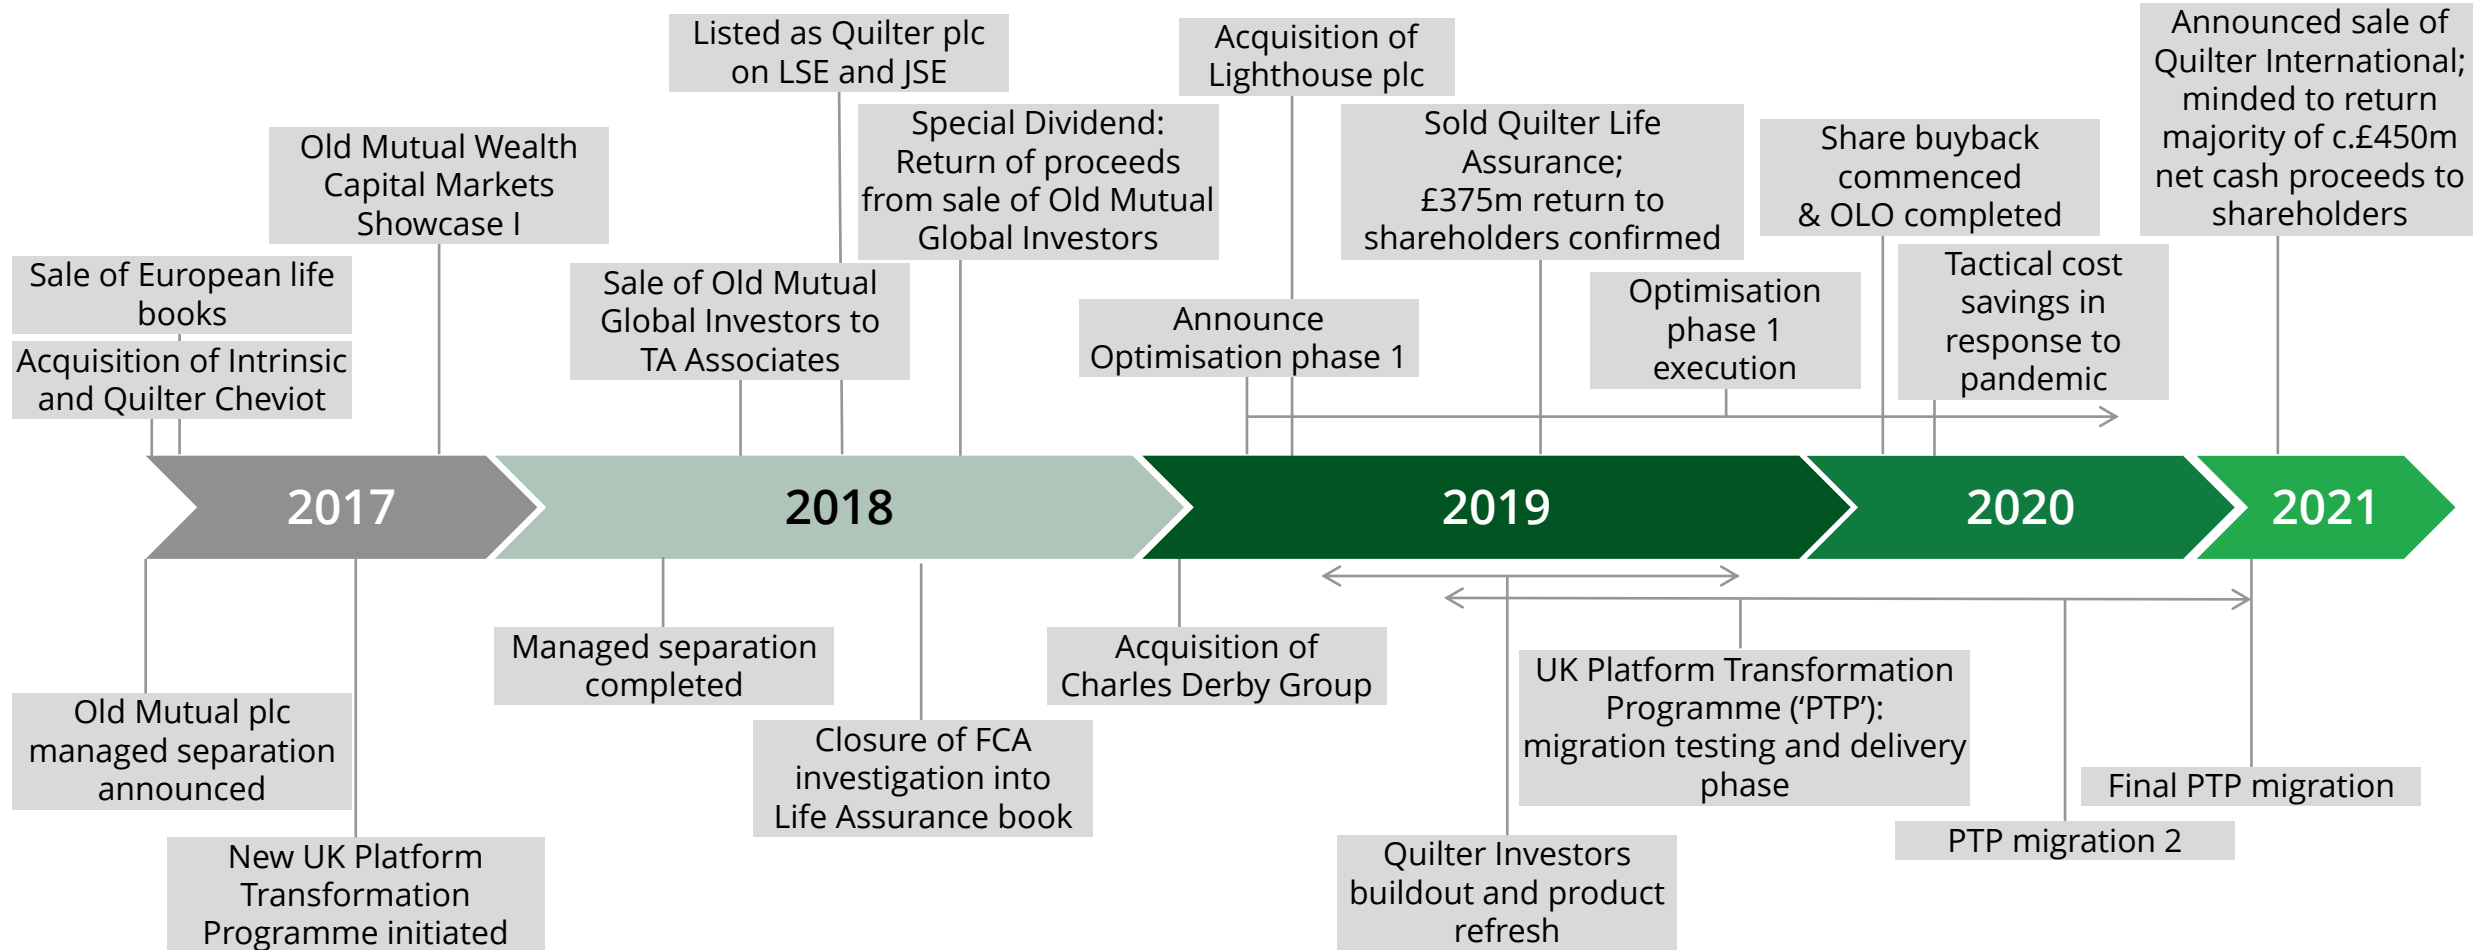 Listed as Quilter plc
on LSE and JSE
Acquisition of
Lighthouse plc
Announced sale of
Quilter International;
minded to return
majority of c.£450m
net cash proceeds to
shareholders
Old Mutual Wealth
Capital Markets
Showcase I
Special Dividend:
Return of proceeds
from sale of Old Mutual
Global Investors
Sold Quilter Life
Assurance;
£375m return to
shareholders confirmed
Share buyback
commenced
& OLO completed
Sale of European life
books
Acquisition of Intrinsic
and Quilter Cheviot
Sale of Old Mutual
Global Investors to
TA Associates
Announce
Optimisation phase 1
Optimisation
phase 1
execution
Tactical cost
savings in
response to
pandemic
2017
2018
2019
2020
2021
Old Mutual plc
managed separation
announced
New UK Platform
Transformation
Programme initiated
Managed separation
completed
Closure of FCA
investigation into
Life Assurance book
Acquisition of
Charles Derby Group
Quilter Investors
buildout and product
refresh
UK Platform Transformation
Programme (‘PTP’):
migration testing and delivery
phase
PTP migration 2
Final PTP migration